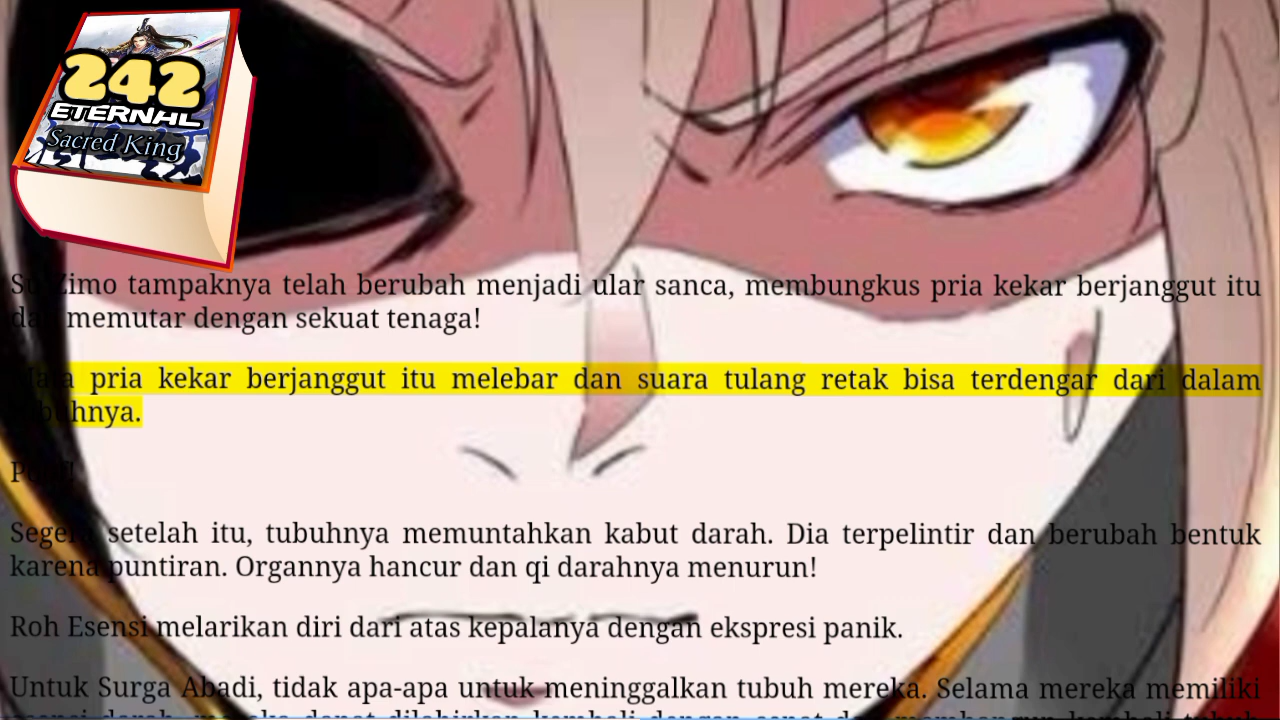 242
ETERNAL
Sacred King
So Zimo tampaknya telah berubah menjadi ular sanca, membungkus pria kekar berjanggut itu
dan memutar dengan sekuat tenaga!
Mata pria kekar berjanggut itu melebar dan suara tulang retak bisa terdengar dari dalam
tubuhnya.
Segera setelah itu, tubuhnya memuntahkan kabut darah. Dia terpelintir dan berubah bentuk
karena puntiran. Organnya hancur dan qi darahnya menurun!
Roh Esensi melarikan diri dari atas kepalanya dengan ekspresi panik.
Untuk Surga Abadi, tidak apa-apa untuk meninggalkan tubuh mereka. Selama mereka memiliki